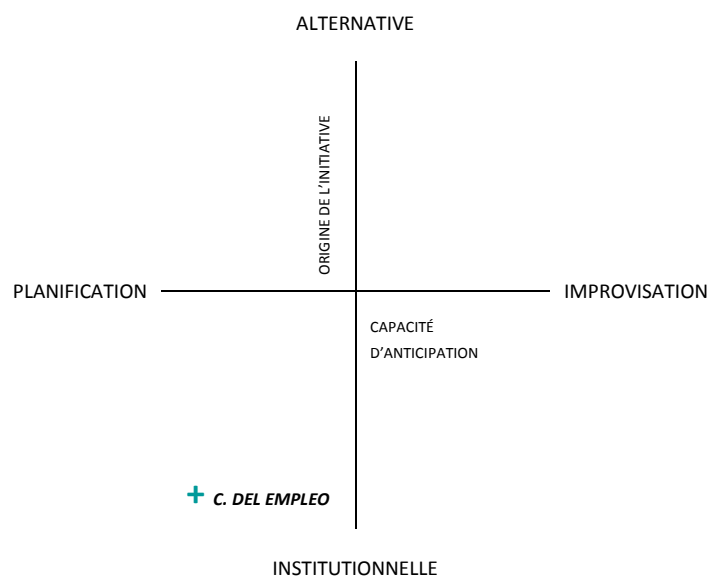 ALTERNATIVE
ORIGINE DE L'INITIATIVE
PLANIFICATION
IMPROVISATION
CAPACITÉ
D'ANTICIPATION
C. DEL EMPLEO
INSTITUTIONNELLE